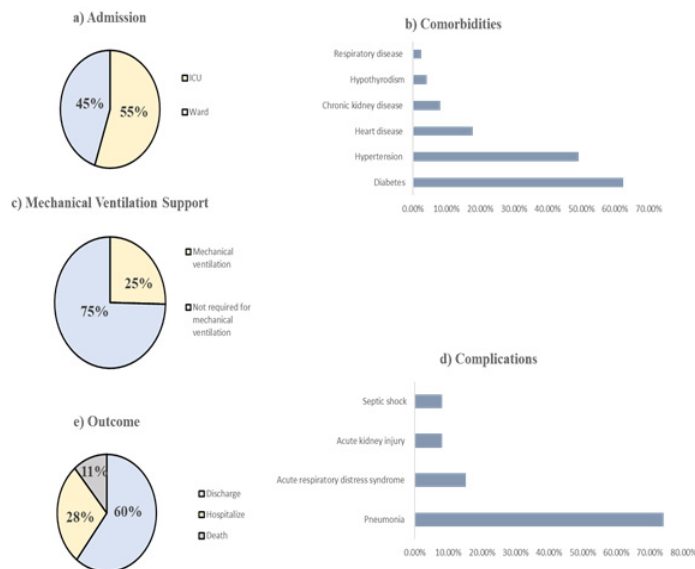 a) Admission
45%
55%
ICU
Ward
b) Comorbidities
Respiratory disease
Hypothyrodism
Chronic kidney disease
Heart disease
Hypertension
Diabetes
0.00% 10.00% 20.00% 30.00% 40.00% 50.00% 60.00% 70.00%
c) Mechanical Ventilation Support
25%
75%
Mechanical
ventilation
Not required for
mechanical
ventilation
d) Complications
Septic shock
Acute kidney injury
Acute respiratory distress syndrome
Pneumonia
0.00% 10.00% 20.00% 30.00% 40.00% 50.00% 60.00% 70.00% 80.00%
e) Outcome
11%
28%
60%
Discharge
Hospitalize
Death